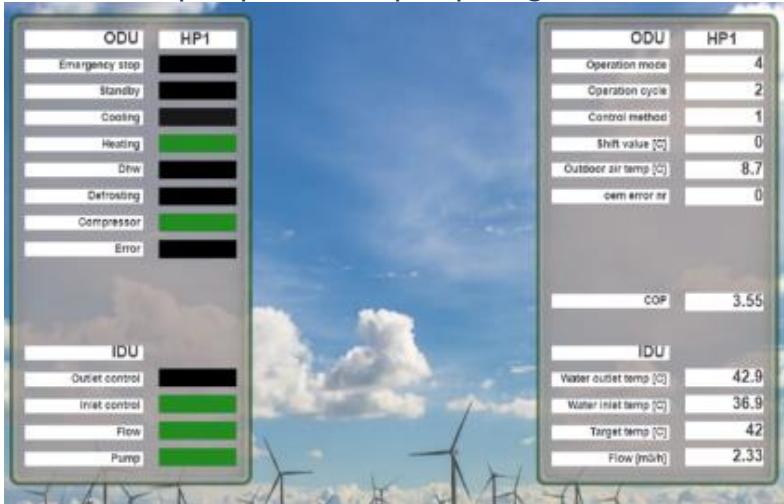 ODU HP1
Emergency stop
Standby
Cooling
Heating
Dhw
Defrosting
Compressor
Error
IDU
Outlet control
Inlet control
Flow
Pump
ODU HP1
Operation mode 4
Operation cycle 2
Control method 1
Shift value [C] 0
Outdoor air temp [C] 8.7
oem error nr 0
COP 3.55
IDU
Water outlet temp [C] 42.9
Water inlet temp [C] 36.9
Target temp [C] 42
Flow [m3/h] 2.33